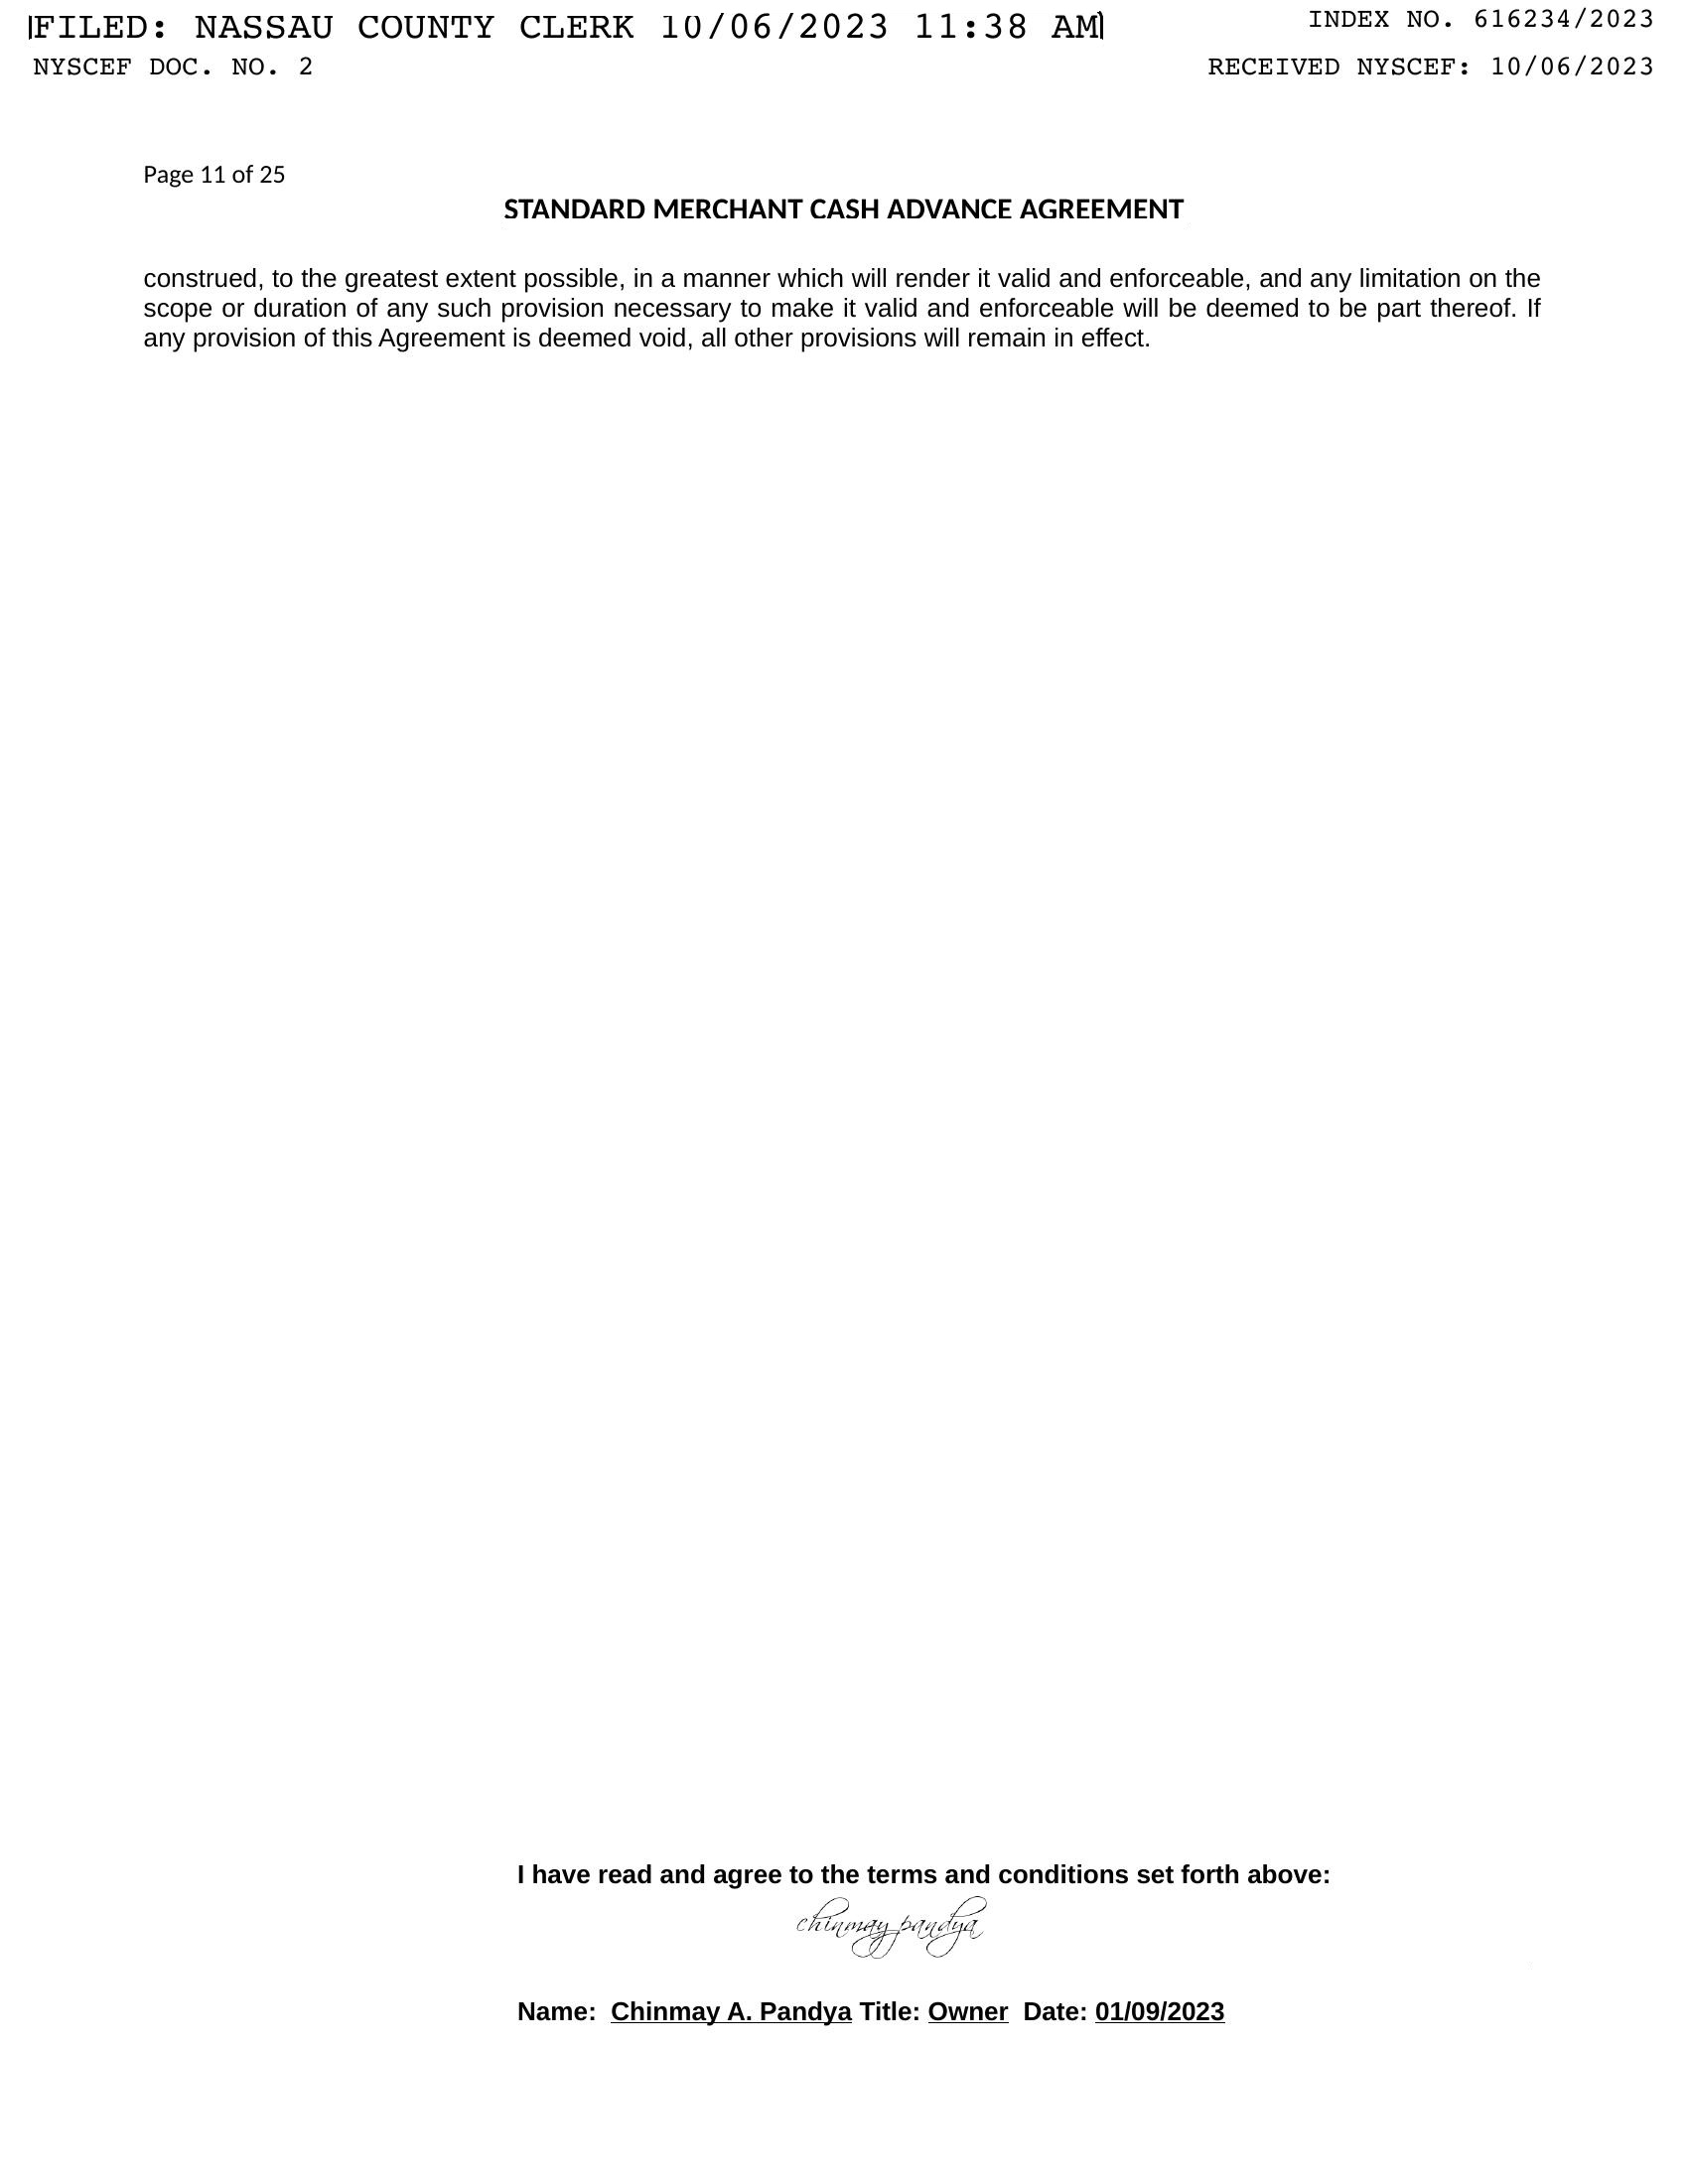 FILED: NASSAU COUNTY CLERK 10/06/2023 11:38 AM
INDEX NO. 616234/2023
NYSCEF DOC. NO. 2
RECEIVED NYSCEF: 10/06/2023
Page 11 of 25
STANDARD MERCHANT CASH ADVANCE AGREEMENT
construed, to the greatest extent possible, in a manner which will render it valid and enforceable, and any limitation on the
scope or duration of any such provision necessary to make it valid and enforceable will be deemed to be part thereof. If
any provision of this Agreement is deemed void, all other provisions will remain in effect.
I have read and agree to the terms and conditions set forth above:
chinmay pandya
Name: Chinmay A. Pandya Title: Owner Date: 01/09/2023